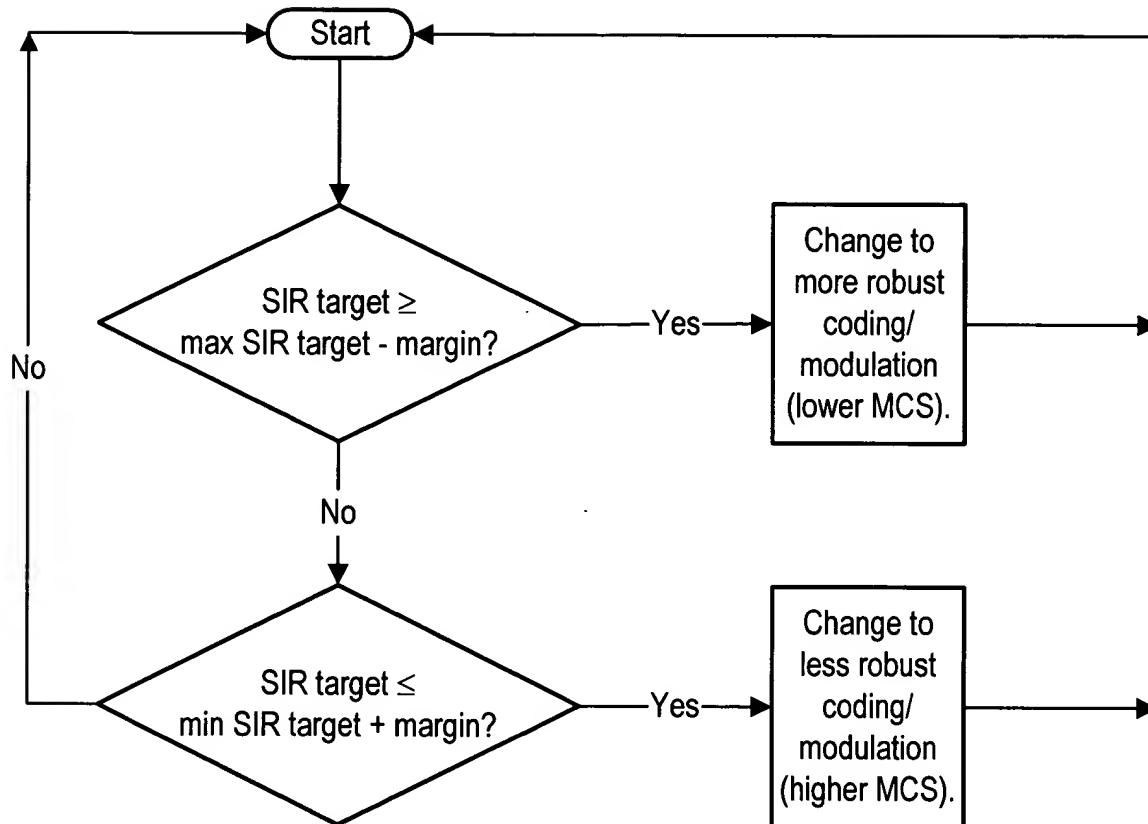 Start
SIR target ≥
max SIR target - margin?
Yes
Change to
more robust
coding/
modulation
(lower MCS).
No
No
SIR target ≤
min SIR target + margin?
Yes
Change to
less robust
coding/
modulation
(higher MCS).